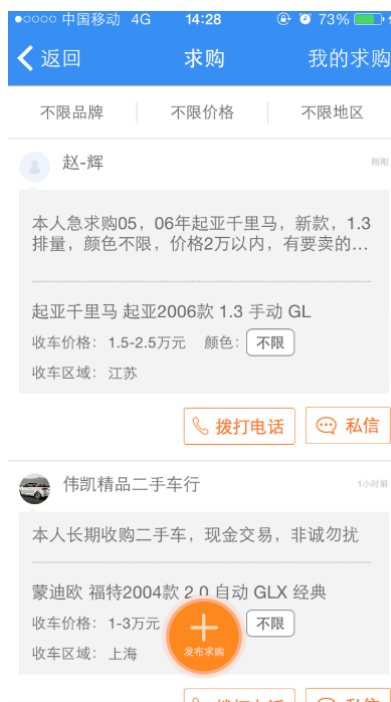 中国移动 4G 14:28 73%
返回 求购 我的求购
不限品牌 不限价格 不限地区
赵-辉 刚刚
本人急求购05，06年起亚千里马，新款，1.3
排量，颜色不限，价格2万以内，有要卖的...
起亚千里马 起亚2006款 1.3 手动 GL
收车价格：1.5-2.5万元 颜色： 不限
收车区域：江苏
拨打电话 私信
伟凯精品二手车行 1小时前
本人长期收购二手车，现金交易，非诚勿扰
蒙迪欧 福特2004款 2.0 自动 GLX 经典
收车价格：1-3万元 不限
发布求购
收车区域：上海